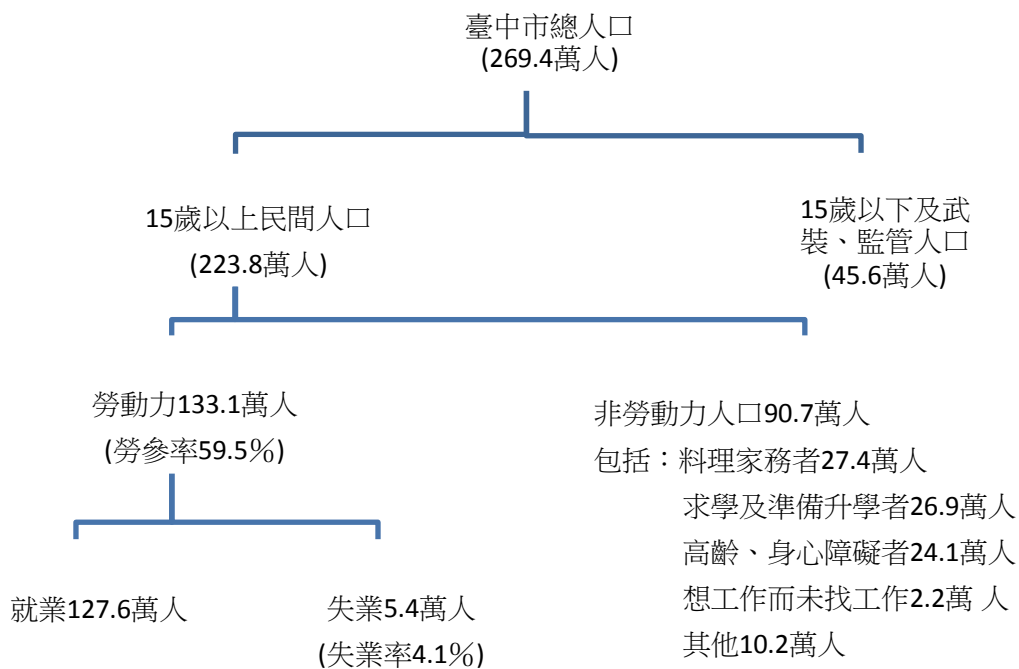 臺中市總人口
(269.4萬人)
15歲以上民間人口
(223.8萬人)
15歲以下及武
裝、監管人口
(45.6萬人)
勞動力133.1萬人
(勞參率59.5%)
非勞動力人口90.7萬人
包括：料理家務者27.4萬人
求學及準備升學者26.9萬人
高齡、身心障礙者24.1萬人
想工作而未找工作2.2萬 人
其他10.2萬人
就業127.6萬人
失業5.4萬人
(失業率4.1%)